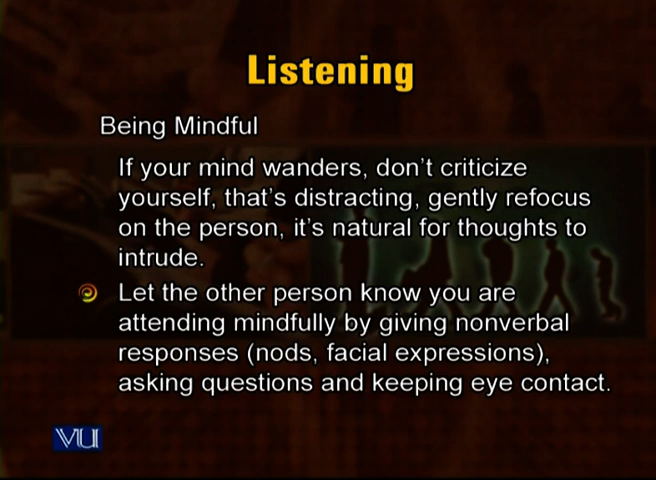 Listening
Being Mindful
If your mind wanders, don't criticize
yourself, that's distracting, gently refocus
on the person, it's natural for thoughts to
intrude.
Let the other person know you are
attending mindfully by giving nonverbal
responses (nods, facial expressions),
asking questions and keeping eye contact.
VU